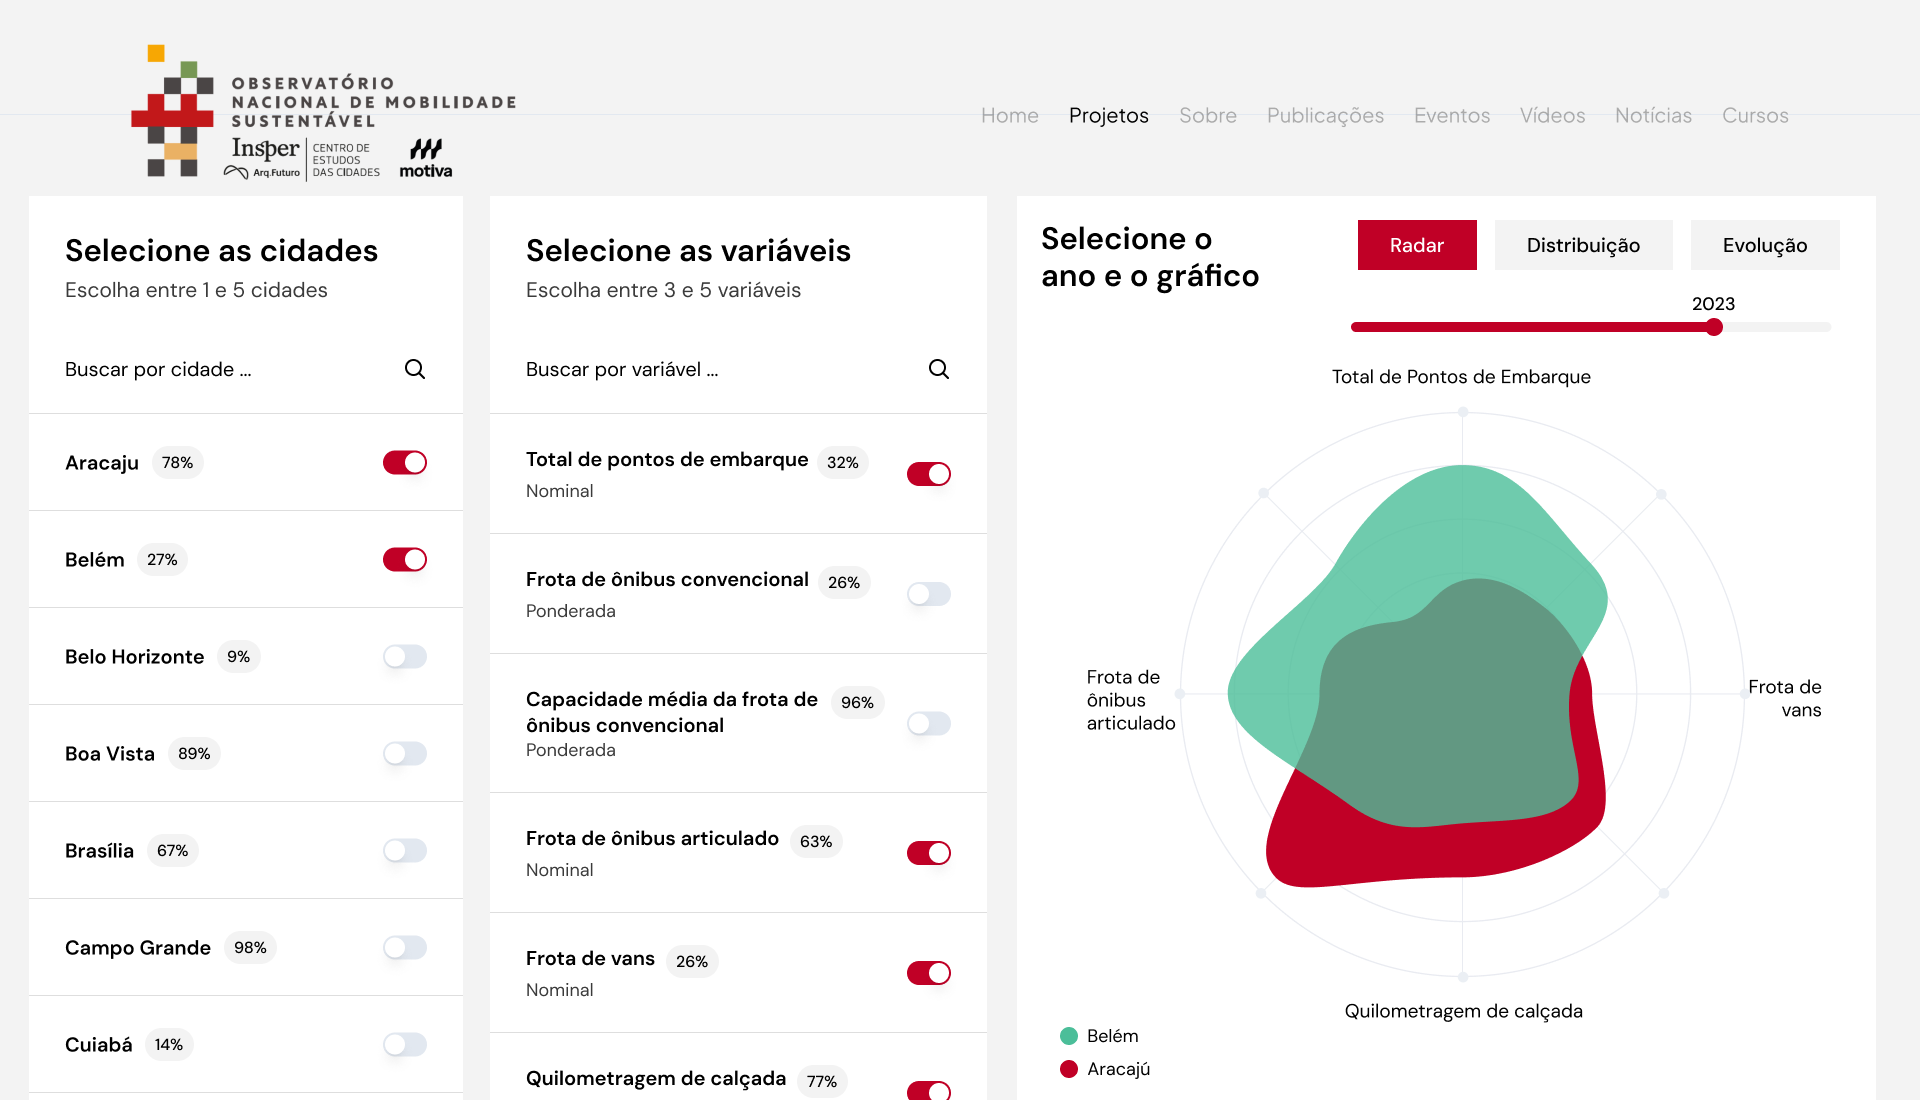 OBSERVATÓRIO
NACIONAL DE MOBILIDADE
SUSTENTÁVEL
Insper
Arq.Futuro
CENTRO DE
ESTUDOS
DAS CIDADES
motiva
Home Projetos Sobre Publicações Eventos Vídeos Notícias Cursos
Selecione as cidades
Escolha entre 1 e 5 cidades
Buscar por cidade ...
Aracaju 78%
Belém 27%
Belo Horizonte 9%
Boa Vista 89%
Brasília 67%
Campo Grande 98%
Cuiabá 14%
Selecione as variáveis
Escolha entre 3 e 5 variáveis
Buscar por variável ...
Total de pontos de embarque 32%
Nominal
Frota de ônibus convencional 26%
Ponderada
Capacidade média da frota de 96%
ônibus convencional
Ponderada
Frota de ônibus articulado 63%
Nominal
Frota de vans 26%
Nominal
Quilometragem de calçada 77%
Selecione o
ano e o gráfico
Radar Distribuição Evolução
2023
Total de Pontos de Embarque
Frota de
ônibus
articulado
Frota de
vans
Quilometragem de calçada
Belém
Aracajú